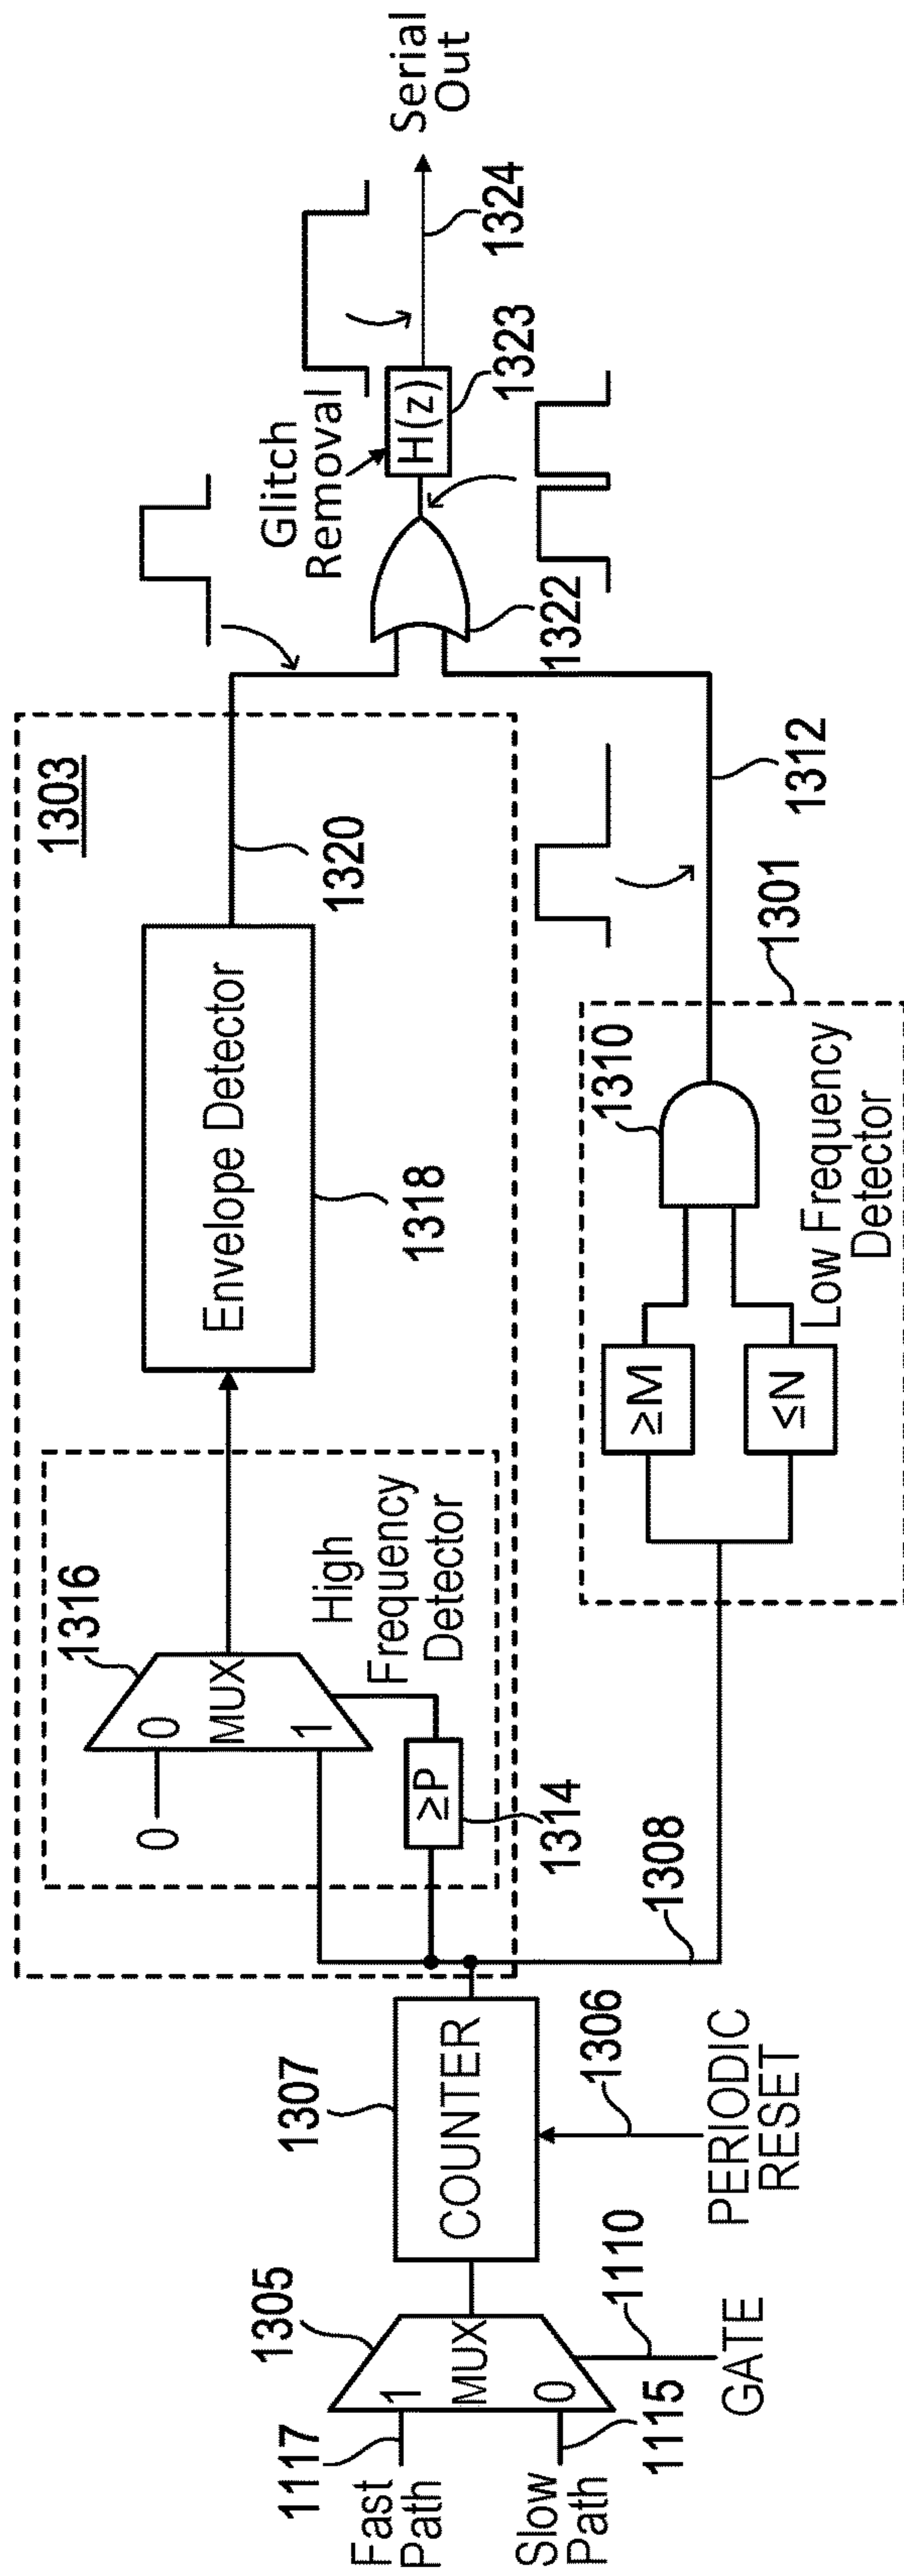 Fast
Path
1117
Slow
Path
1115
1
MUX
0
1305
GATE
1110
COUNTER
1307
PERIODIC
RESET
1306
1308
1303
0
0
MUX
1
1316
≥P
1314
High
Frequency
Detector
Envelope Detector
1318
1320
≥M
≤N
1310
Low Frequency
Detector
1301
1312
1322
Glitch
Removal
H(z)
1323
1324
Serial
Out